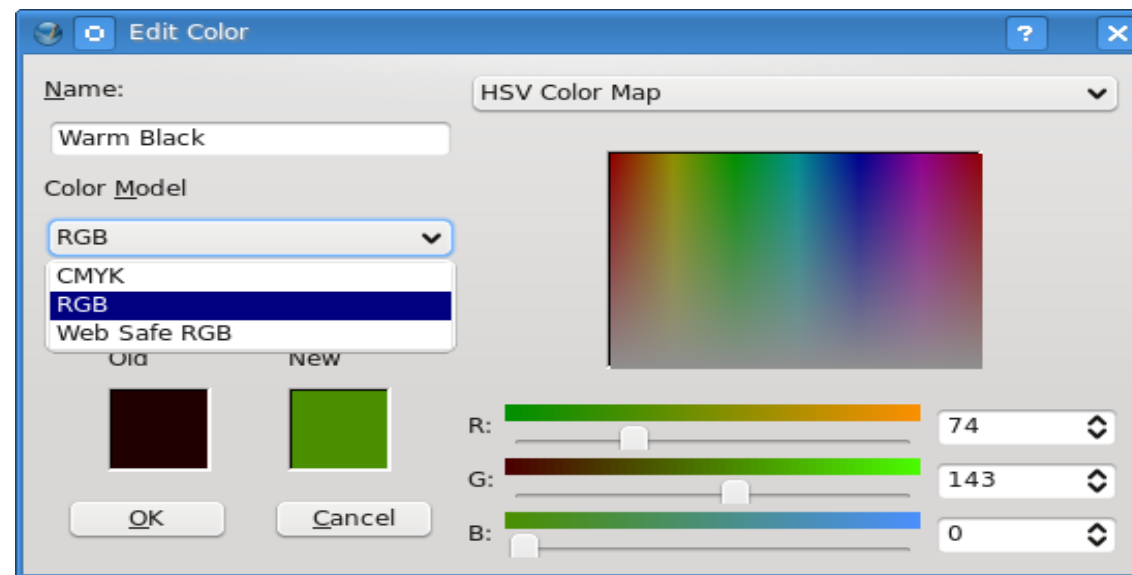 Edit Color
?
Name:
Warm Black
Color Model
RGB
CMYK
RGB
Web Safe RGB
Old
New
OK
Cancel
HSV Color Map
R:
74
G:
143
B:
0